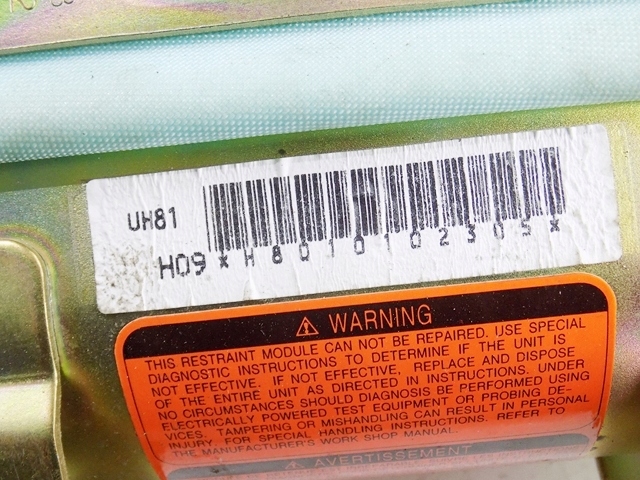 UH81
H09 *H8010102305*
⚠ WARNING
THIS RESTRAINT MODULE CAN NOT BE REPAIRED. USE SPECIAL
DIAGNOSTIC INSTRUCTIONS TO DETERMINE IF THE UNIT IS
NOT EFFECTIVE. IF NOT EFFECTIVE, REPLACE AND DISPOSE
OF THE ENTIRE UNIT AS DIRECTED IN INSTRUCTIONS. UNDER
NO CIRCUMSTANCES SHOULD DIAGNOSIS BE PERFORMED USING
ELECTRICALLY POWERED TEST EQUIPMENT OR PROBING DE-
VICES. TAMPERING OR MISHANDLING CAN RESULT IN PERSONAL
INJURY. FOR SPECIAL HANDLING INSTRUCTIONS. REFER TO
THE MANUFACTURER'S WORK SHOP MANUAL.
⚠ AVERTISSEMENT